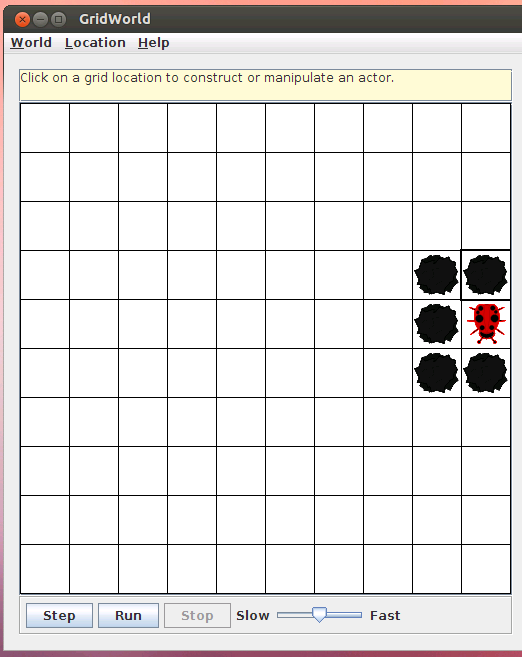 GridWorld
World Location Help
Click on a grid location to construct or manipulate an actor.
Step Run Stop Slow Fast